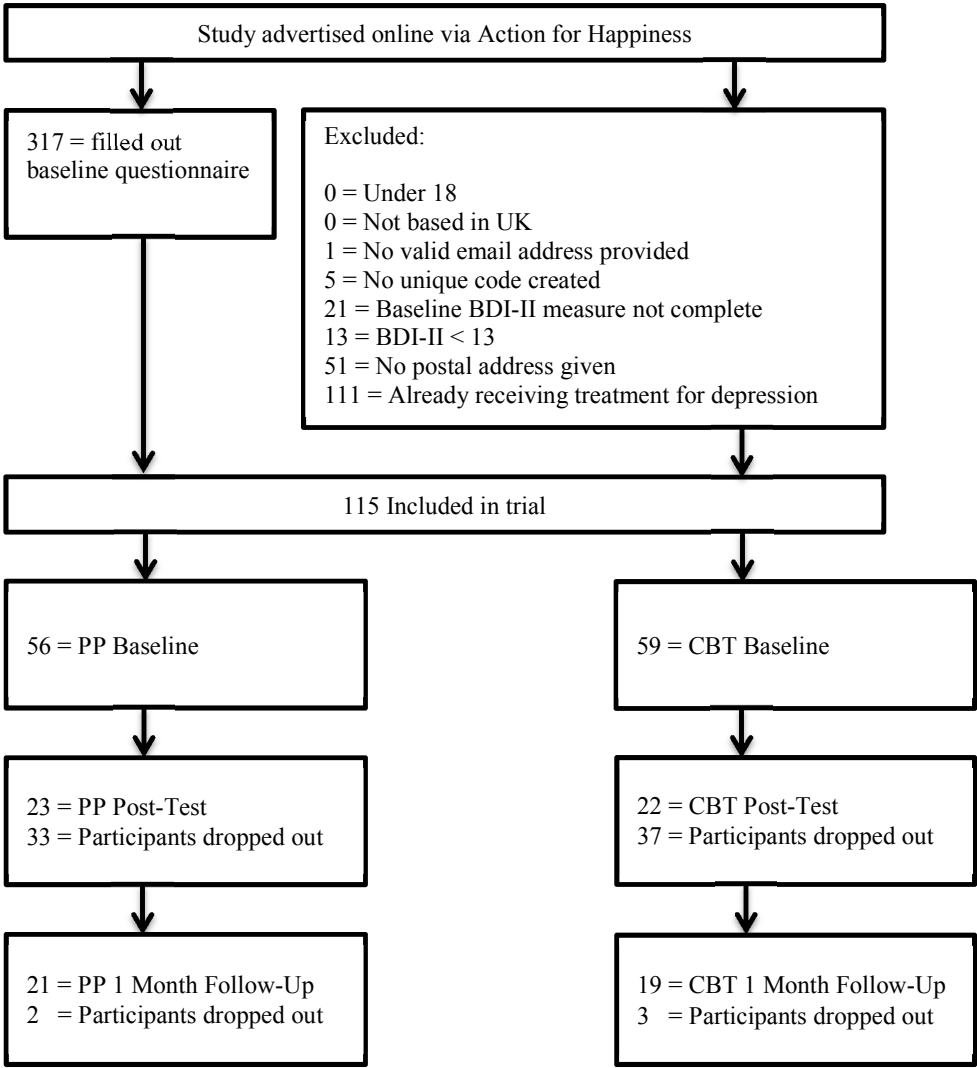 Study advertised online via Action for Happiness
317 = filled out
baseline questionnaire
Excluded:
0 = Under 18
0 = Not based in UK
1 = No valid email address provided
5 = No unique code created
21 = Baseline BDI-II measure not complete
13 = BDI-II < 13
51 = No postal address given
111 = Already receiving treatment for depression
115 Included in trial
56 = PP Baseline
59 = CBT Baseline
23 = PP Post-Test
33 = Participants dropped out
22 = CBT Post-Test
37 = Participants dropped out
21 = PP 1 Month Follow-Up
2 = Participants dropped out
19 = CBT 1 Month Follow-Up
3 = Participants dropped out